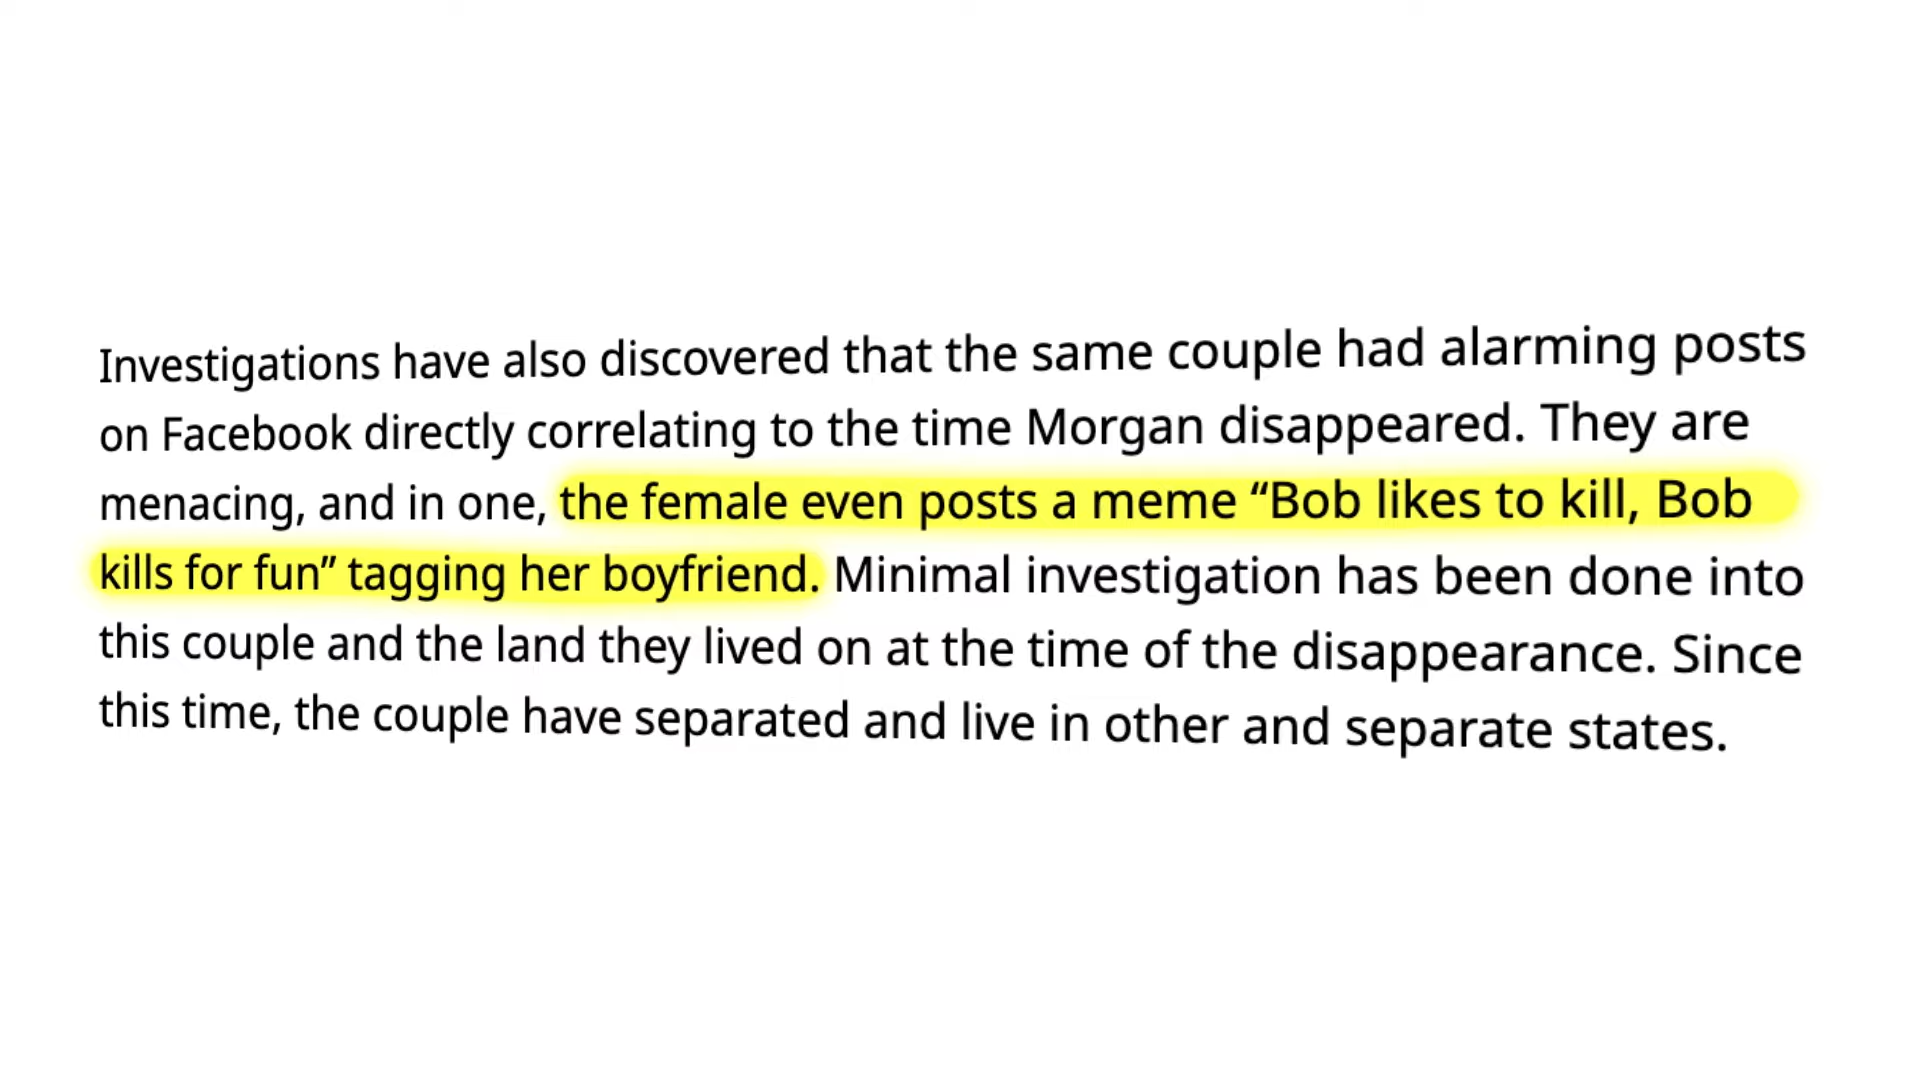 Investigations have also discovered that the same couple had alarming posts
on Facebook directly correlating to the time Morgan disappeared. They are
menacing, and in one, the female even posts a meme “Bob likes to kill, Bob
kills for fun” tagging her boyfriend. Minimal investigation has been done into
this couple and the land they lived on at the time of the disappearance. Since
this time, the couple have separated and live in other and separate states.